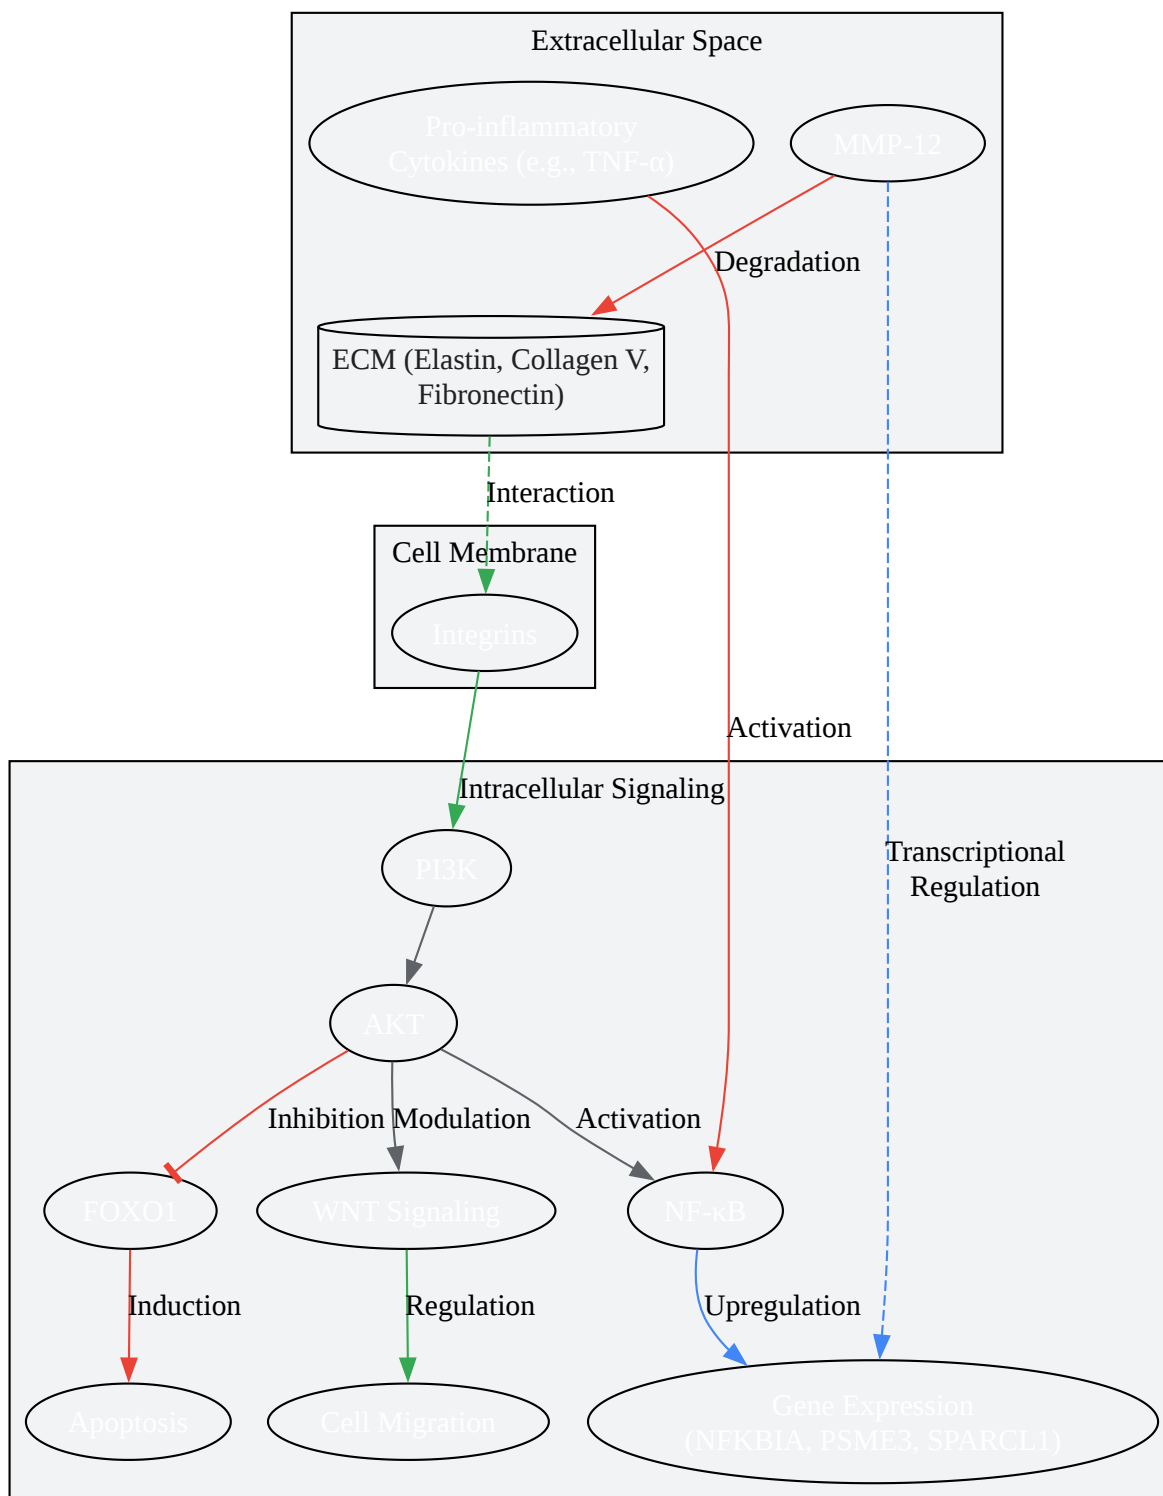 Extracellular Space
Pro-inflammatory
Cytokines (e.g., TNF-α)
MMP-12
Degradation
ECM (Elastin, Collagen V,
Fibronectin)
Interaction
Cell Membrane
Integrins
Activation
Intracellular Signaling
PI3K
Transcriptional
Regulation
AKT
Inhibition
Modulation
Activation
FOXO1
WNT Signaling
NF-κB
Induction
Regulation
Upregulation
Apoptosis
Cell Migration
Gene Expression
(NFKBIA, PSME3, SPARCL1)